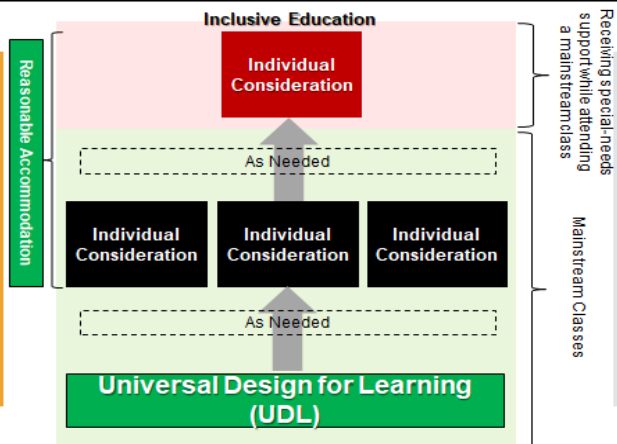 Inclusive Education
Individual
Consideration
As Needed
Individual
Consideration
Individual
Consideration
Individual
Consideration
As Needed
Universal Design for Learning
(UDL)
Reasonable Accommodation
Receiving special-needs
support while attending
a mainstream class
Mainstream Classes